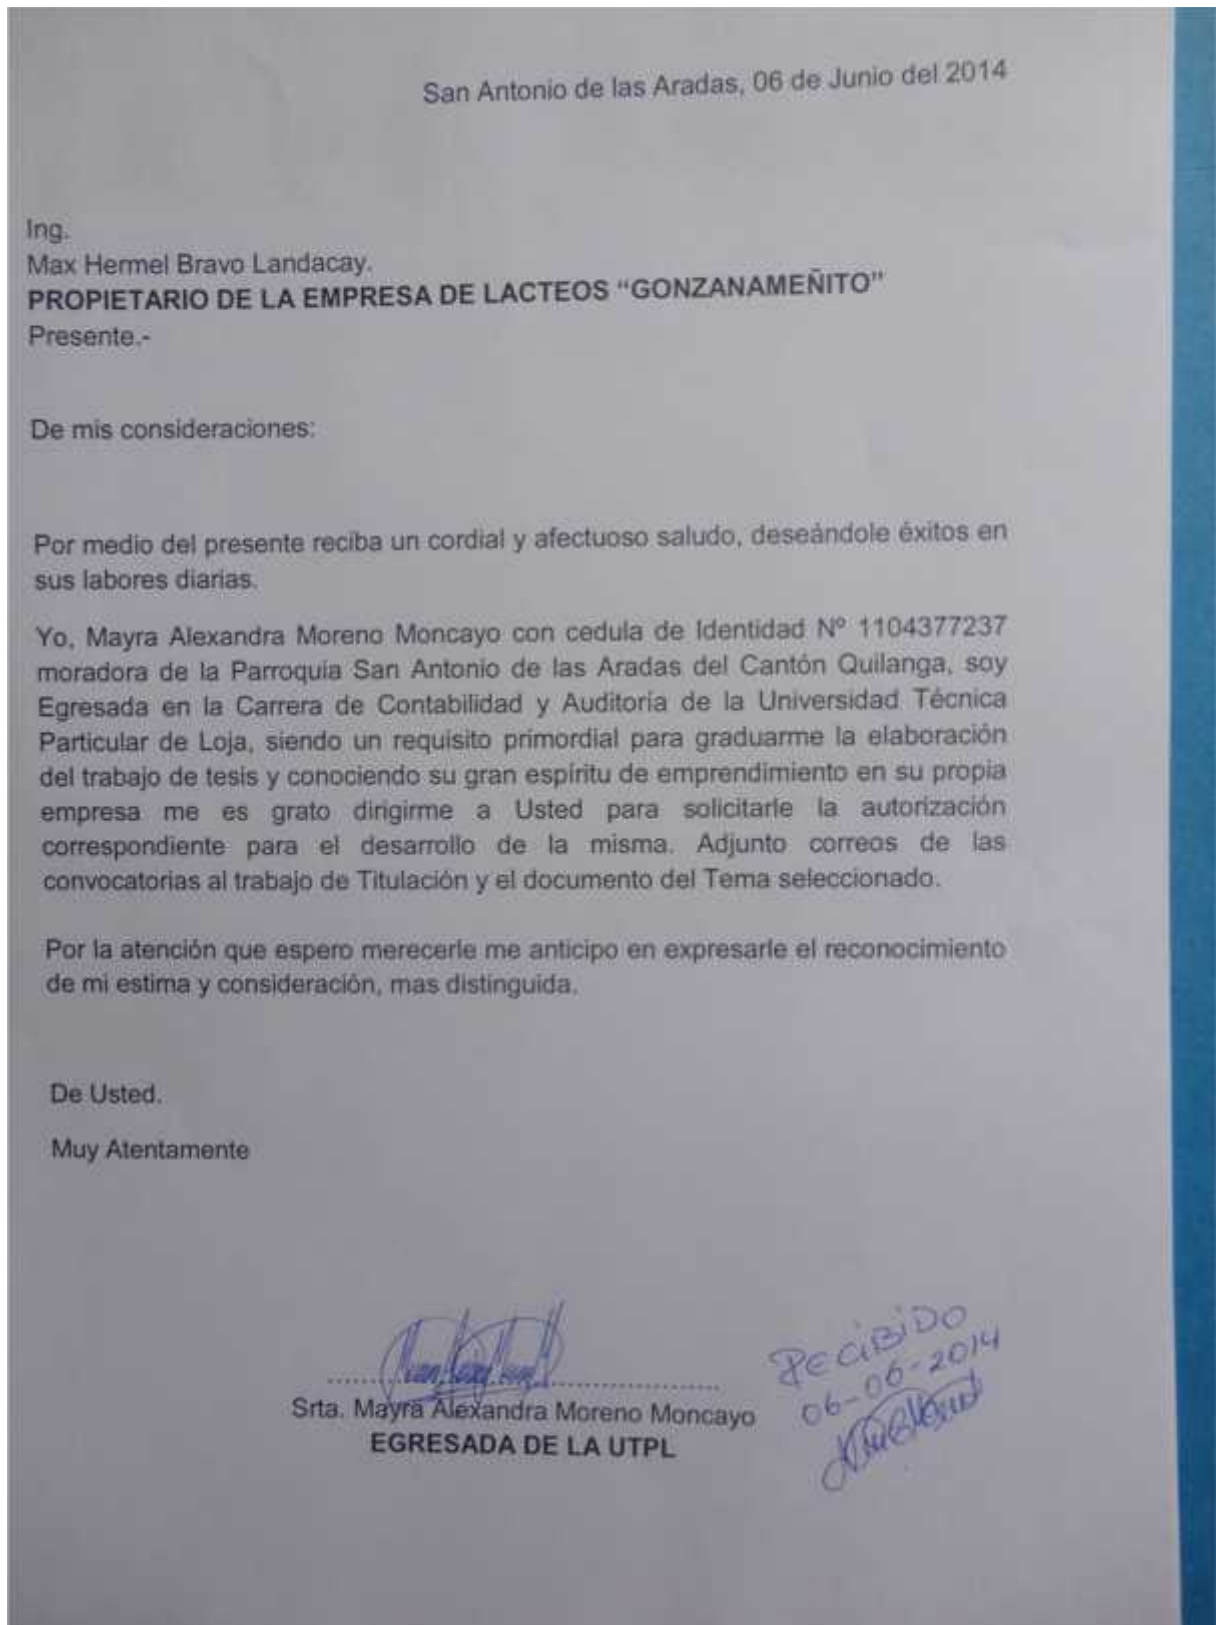 San Antonio de las Aradas, 06 de Junio del 2014
Ing.
Max Hermel Bravo Landacay.
PROPIETARIO DE LA EMPRESA DE LACTEOS “GONZANAMEÑITO”
Presente.-
De mis consideraciones:
Por medio del presente reciba un cordial y afectuoso saludo, deseándole éxitos en
sus labores diarias.
Yo, Mayra Alexandra Moreno Moncayo con cedula de Identidad Nº 1104377237
moradora de la Parroquia San Antonio de las Aradas del Cantón Quilanga, soy
Egresada en la Carrera de Contabilidad y Auditoría de la Universidad Técnica
Particular de Loja, siendo un requisito primordial para graduarme la elaboración
del trabajo de tesis y conociendo su gran espíritu de emprendimiento en su propia
empresa me es grato dirigirme a Usted para solicitarle la autorización
correspondiente para el desarrollo de la misma. Adjunto correos de las
convocatorias al trabajo de Titulación y el documento del Tema seleccionado.
Por la atención que espero merecerle me anticipo en expresarle el reconocimiento
de mi estima y consideración, mas distinguida.
De Usted.
Muy Atentamente
Srta. Mayra Alexandra Moreno Moncayo
EGRESADA DE LA UTPL
RECIBIDO
06-06-2014